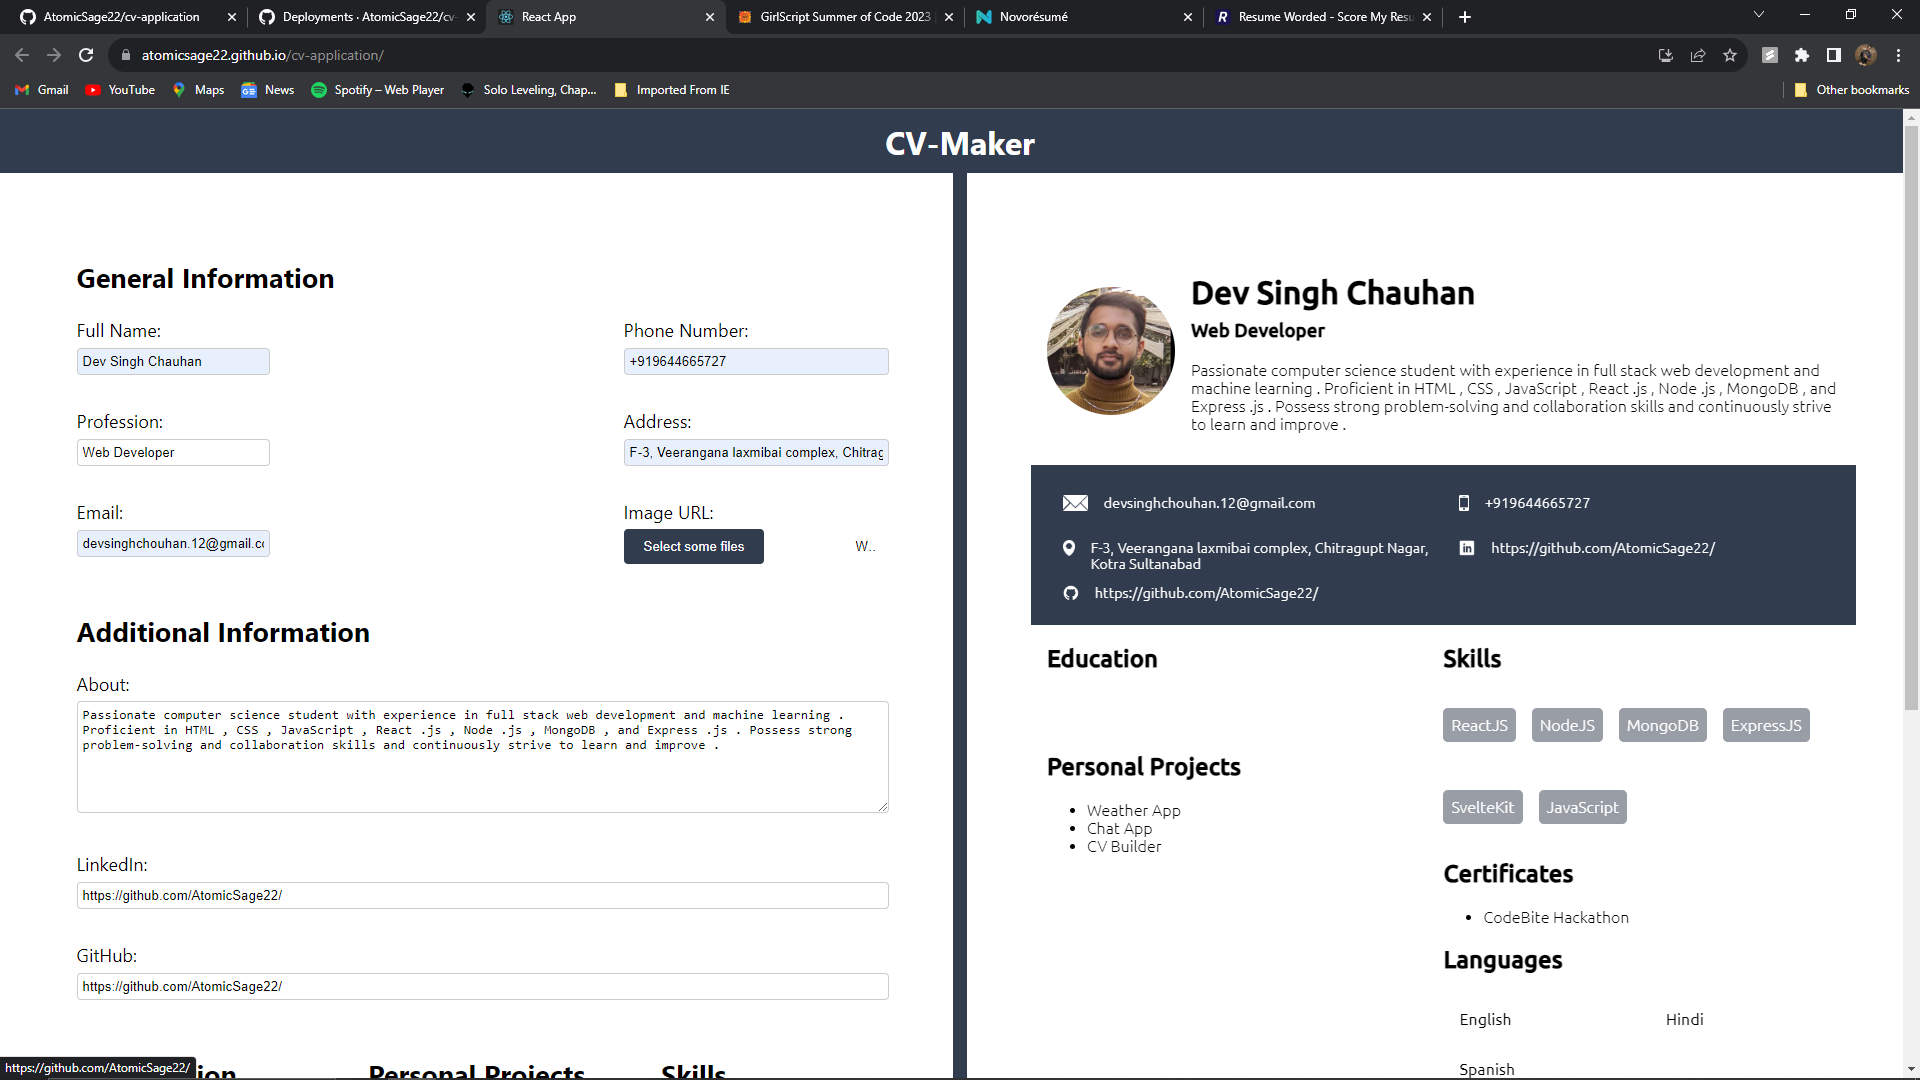 AtomicSage22/cv-application
Deployments · AtomicSage22/cv-
React App
GirlScript Summer of Code 2023
Novorésumé
Resume Worded - Score My Resu
atomicsage22.github.io/cv-application/
Gmail
YouTube
Maps
News
Spotify – Web Player
Solo Leveling, Chap...
Imported From IE
Other bookmarks
CV-Maker
General Information
Full Name:
Dev Singh Chauhan
Phone Number:
+919644665727
Profession:
Web Developer
Address:
F-3, Veerangana laxmibai complex, Chitrag
Email:
devsinghchouhan.12@gmail.co
Image URL:
Select some files
W..
Additional Information
About:
Passionate computer science student with experience in full stack web development and machine learning .
Proficient in HTML , CSS , JavaScript , React .js , Node .js , MongoDB , and Express .js . Possess strong
problem-solving and collaboration skills and continuously strive to learn and improve .
LinkedIn:
https://github.com/AtomicSage22/
GitHub:
https://github.com/AtomicSage22/
ion
Personal Projects
Skills
https://github.com/AtomicSage22/
Dev Singh Chauhan
Web Developer
Passionate computer science student with experience in full stack web development and
machine learning . Proficient in HTML , CSS , JavaScript , React .js , Node .js , MongoDB , and
Express .js . Possess strong problem-solving and collaboration skills and continuously strive
to learn and improve .
devsinghchouhan.12@gmail.com
+919644665727
F-3, Veerangana laxmibai complex, Chitragupt Nagar,
Kotra Sultanabad
https://github.com/AtomicSage22/
https://github.com/AtomicSage22/
Education
Personal Projects
Weather App
Chat App
CV Builder
Skills
ReactJS
NodeJS
MongoDB
ExpressJS
SvelteKit
JavaScript
Certificates
CodeBite Hackathon
Languages
English
Hindi
Spanish